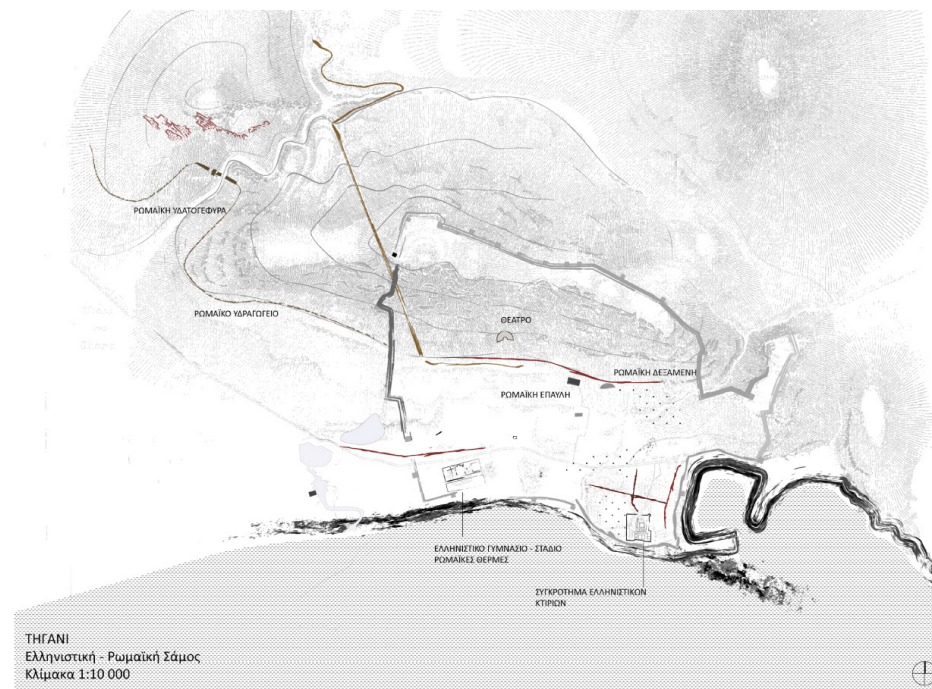 ΡΩΜΑΪΚΗ ΥΔΑΤΟΓΕΦΥΡΑ
ΡΩΜΑΪΚΟ ΥΔΡΑΓΩΓΕΙΟ
ΘΕΑΤΡΟ
ΡΩΜΑΪΚΗ ΔΕΞΑΜΕΝΗ
ΡΩΜΑΪΚΗ ΕΠΑΥΛΗ
ΕΛΛΗΝΙΣΤΙΚΟ ΓΥΜΝΑΣΙΟ - ΣΤΑΔΙΟ
ΡΩΜΑΪΚΕΣ ΘΕΡΜΕΣ
ΣΥΓΚΡΟΤΗΜΑ ΕΛΛΗΝΙΣΤΙΚΩΝ
ΚΤΙΡΙΩΝ
ΤΗΓΑΝΙ
Ελληνιστική - Ρωμαϊκή Σάμος
Κλίμακα 1:10 000